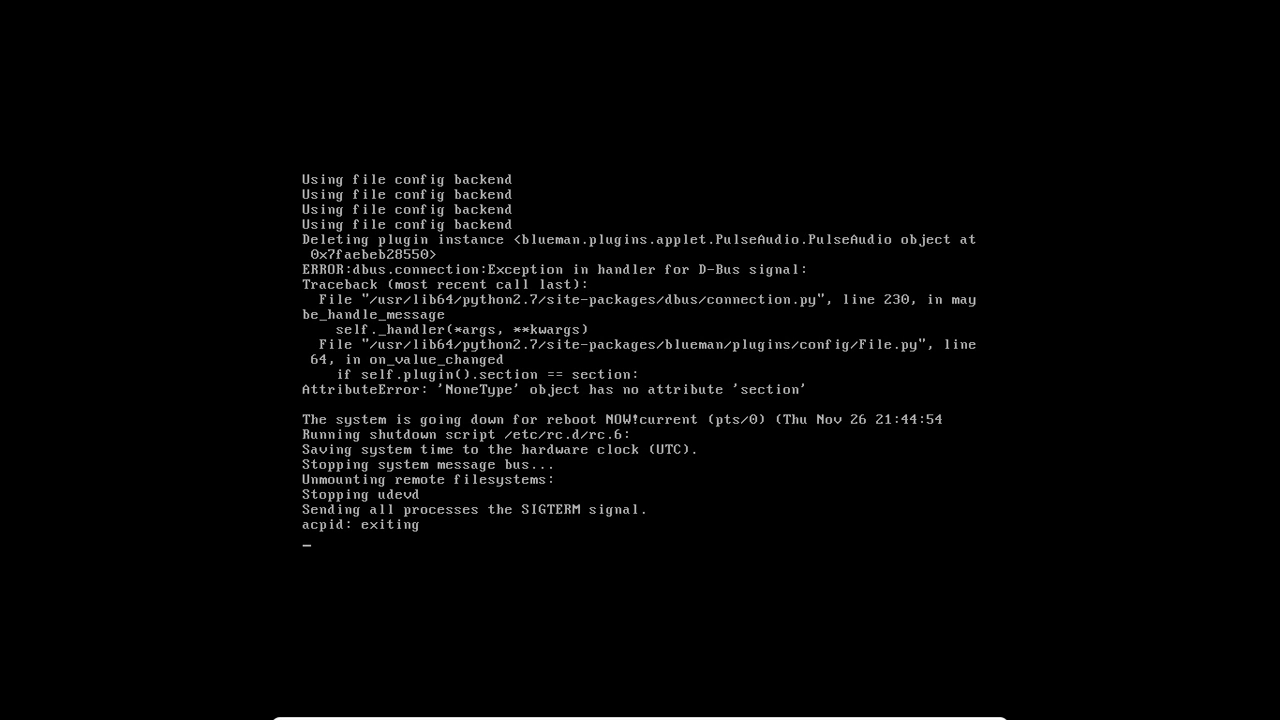 Using file config backend
Using file config backend
Using file config backend
Using file config backend
Deleting plugin instance <blueman.plugins.applet.PulseAudio.PulseAudio object at
 0x7faebeb28550>
ERROR:dbus.connection:Exception in handler for D-Bus signal:
Traceback (most recent call last):
  File "/usr/lib64/python2.7/site-packages/dbus/connection.py", line 230, in may
be_handle_message
    self._handler(*args, **kwargs)
  File "/usr/lib64/python2.7/site-packages/blueman/plugins/config/File.py", line
 64, in on_value_changed
    if self.plugin().section == section:
AttributeError: 'NoneType' object has no attribute 'section'

The system is going down for reboot NOW!current (pts/0) (Thu Nov 26 21:44:54
Running shutdown script /etc/rc.d/rc.6:
Saving system time to the hardware clock (UTC).
Stopping system message bus...
Unmounting remote filesystems:
Stopping udevd
Sending all processes the SIGTERM signal.
acpid: exiting